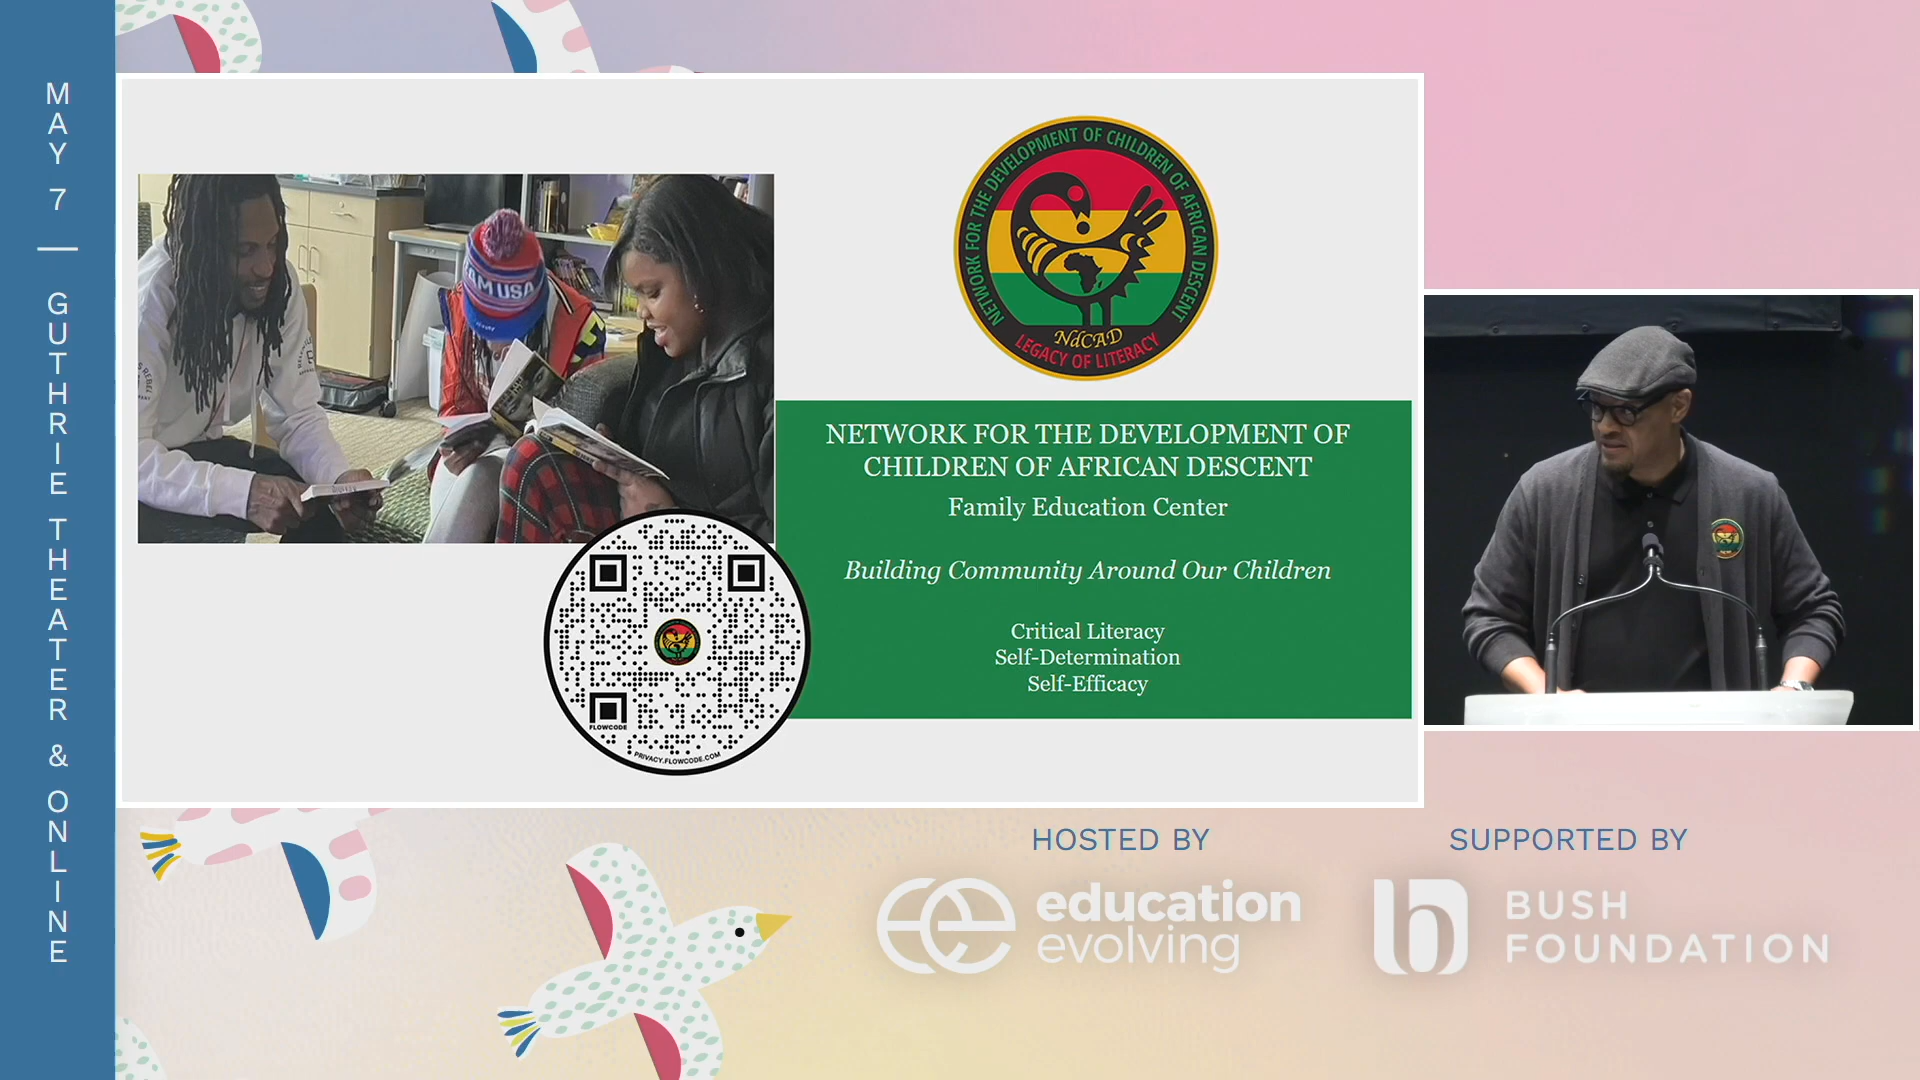 MAY 7 — GUTHRIE THEATER & ONLINE
NETWORK FOR THE DEVELOPMENT OF CHILDREN OF AFRICAN DESCENT
NdCAD
LEGACY OF LITERACY
AM USA
NETWORK FOR THE DEVELOPMENT OF
CHILDREN OF AFRICAN DESCENT
Family Education Center
Building Community Around Our Children
Critical Literacy
Self-Determination
Self-Efficacy
FLOWCODE
PRIVACY.FLOWCODE.COM
HOSTED BY
education
evolving
SUPPORTED BY
BUSH
FOUNDATION